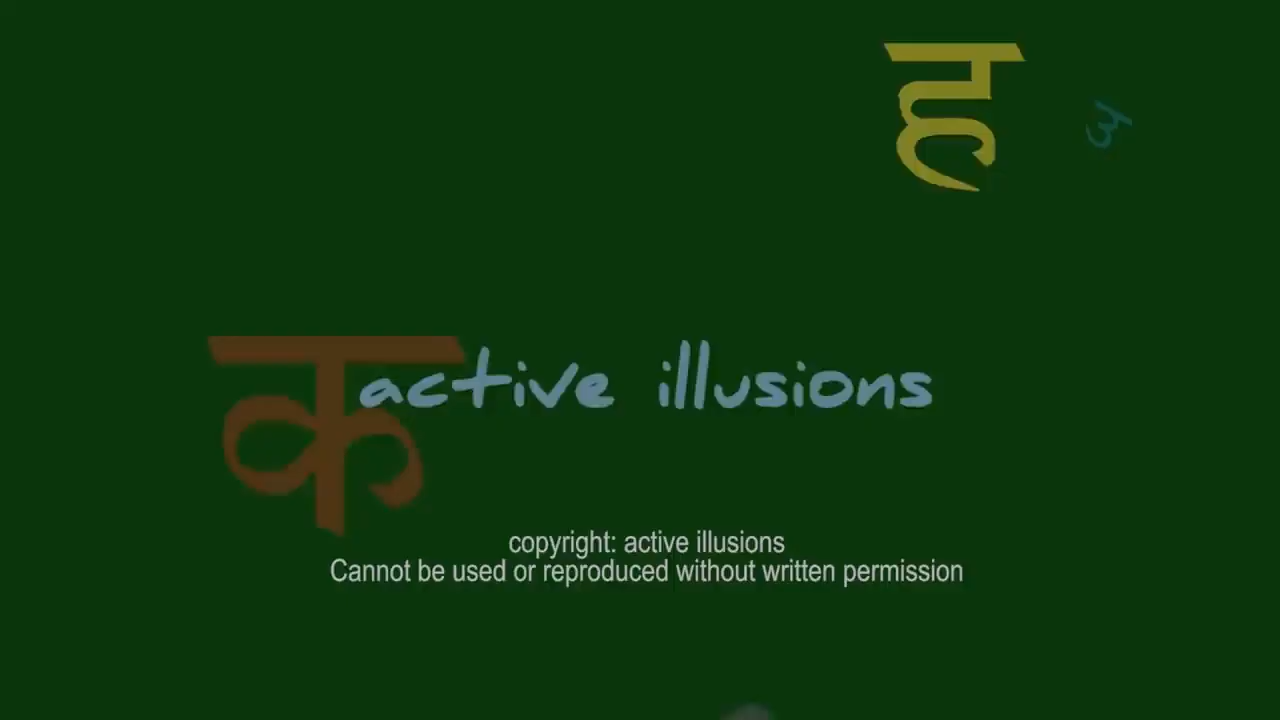 ह
अ
क
active illusions
copyright: active illusions
Cannot be used or reproduced without written permission